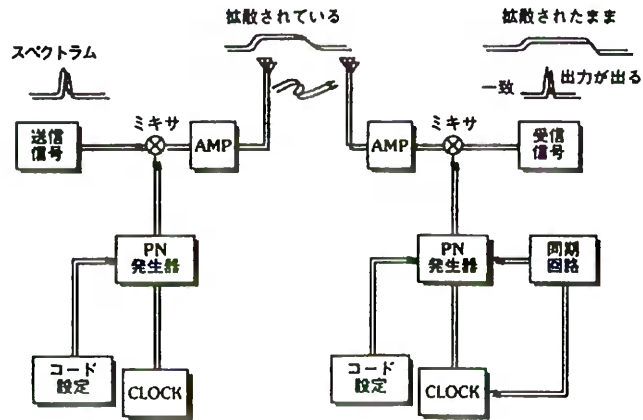 拡散されている
拡散されたまま
スペクトラム
一致
出力が出る
ミキサ
ミキサ
送信
信号
AMP
AMP
受信
信号
PN
発生器
PN
発生器
同期
回路
コード
設定
CLOCK
コード
設定
CLOCK